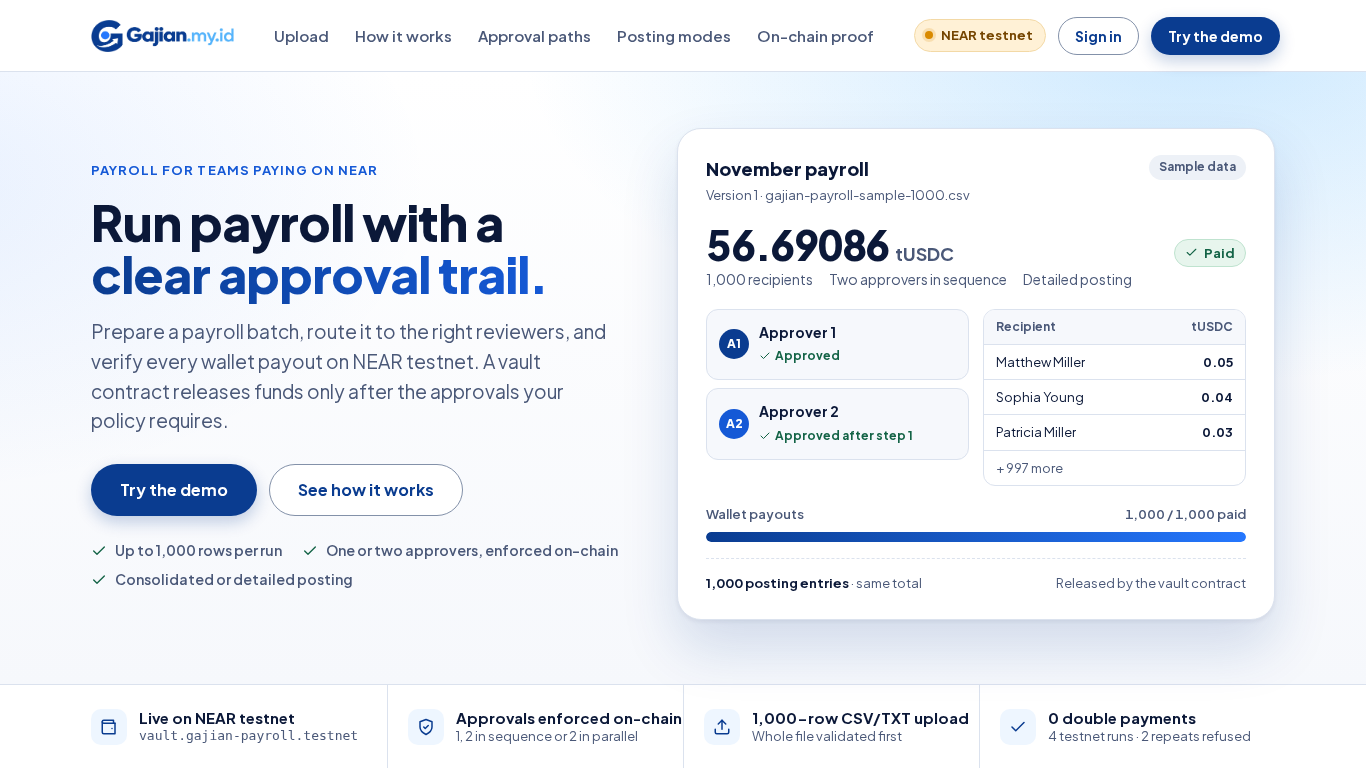 Gajian.my.id
Upload
How it works
Approval paths
Posting modes
On-chain proof
NEAR testnet
Sign in
Try the demo
PAYROLL FOR TEAMS PAYING ON NEAR
Run payroll with a
clear approval trail.
Prepare a payroll batch, route it to the right reviewers, and
verify every wallet payout on NEAR testnet. A vault
contract releases funds only after the approvals your
policy requires.
Try the demo
See how it works
Up to 1,000 rows per run
One or two approvers, enforced on-chain
Consolidated or detailed posting
November payroll
Sample data
Version 1 · gajian-payroll-sample-1000.csv
56.69086 tUSDC
Paid
1,000 recipients
Two approvers in sequence
Detailed posting
A1
Approver 1
Approved
A2
Approver 2
Approved after step 1
Recipient tUSDC
Matthew Miller 0.05
Sophia Young 0.04
Patricia Miller 0.03
+ 997 more
Wallet payouts 1,000 / 1,000 paid
1,000 posting entries · same total
Released by the vault contract
Live on NEAR testnet
vault.gajian-payroll.testnet
Approvals enforced on-chain
1, 2 in sequence or 2 in parallel
1,000-row CSV/TXT upload
Whole file validated first
0 double payments
4 testnet runs · 2 repeats refused